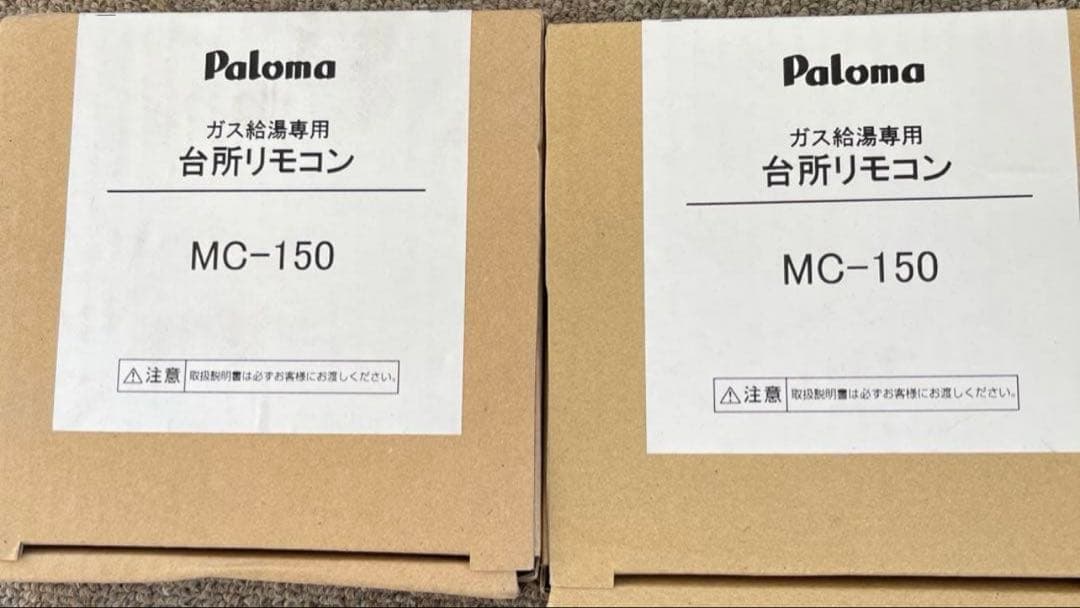 Paloma
ガス給湯専用
台所リモコン
MC-150
⚠注意 取扱説明書は必ずお客様にお渡しください。
Paloma
ガス給湯専用
台所リモコン
MC-150
⚠注意 取扱説明書は必ずお客様にお渡しください。